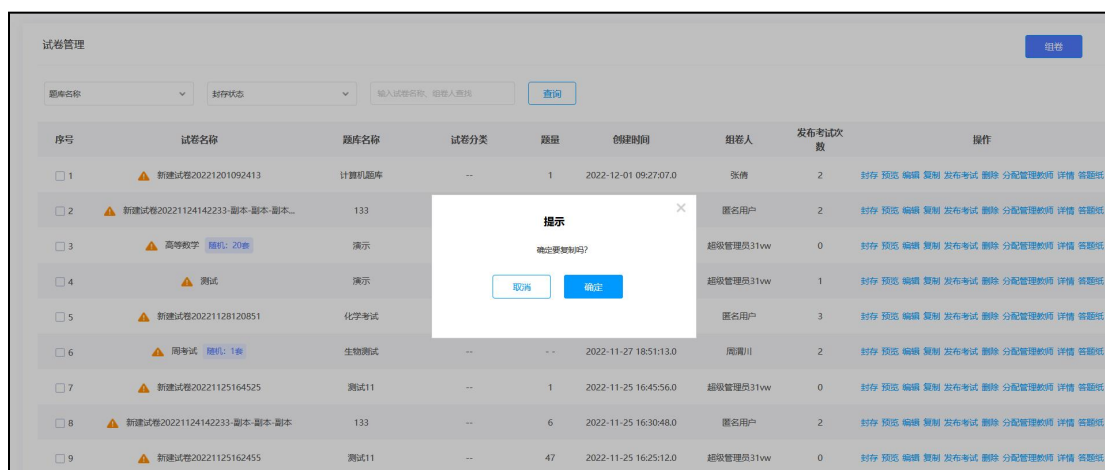 试卷管理
组卷
题库名称 封存状态 输入试卷名称、组卷人查找 查询
序号 试卷名称 题库名称 试卷分类 题量 创建时间 组卷人 发布考试次数 操作
1 新建试卷20221201092413 计算机题库 -- 1 2022-12-01 09:27:07.0 张倩 2 封存 预览 编辑 复制 发布考试 删除 分配管理教师 详情 答题纸
2 新建试卷20221124142233-副本-副本-副本... 133 匿名用户 2 封存 预览 编辑 复制 发布考试 删除 分配管理教师 详情 答题纸
3 高等数学 随机: 20套 演示 超级管理员31vw 0 封存 预览 编辑 复制 发布考试 删除 分配管理教师 详情 答题纸
4 测试 演示 超级管理员31vw 1 封存 预览 编辑 复制 发布考试 删除 分配管理教师 详情 答题纸
5 新建试卷20221128120851 化学考试 匿名用户 3 封存 预览 编辑 复制 发布考试 删除 分配管理教师 详情 答题纸
6 周考试 随机: 1套 生物测试 -- - - 2022-11-27 18:51:13.0 周渭川 2 封存 预览 编辑 复制 发布考试 删除 分配管理教师 详情 答题纸
7 新建试卷20221125164525 测试11 -- 1 2022-11-25 16:45:56.0 超级管理员31vw 0 封存 预览 编辑 复制 发布考试 删除 分配管理教师 详情 答题纸
8 新建试卷20221124142233-副本-副本-副本 133 -- 6 2022-11-25 16:30:48.0 匿名用户 2 封存 预览 编辑 复制 发布考试 删除 分配管理教师 详情 答题纸
9 新建试卷20221125162455 测试11 -- 47 2022-11-25 16:25:12.0 超级管理员31vw 0 封存 预览 编辑 复制 发布考试 删除 分配管理教师 详情 答题纸
提示
确定要复制吗?
取消 确定